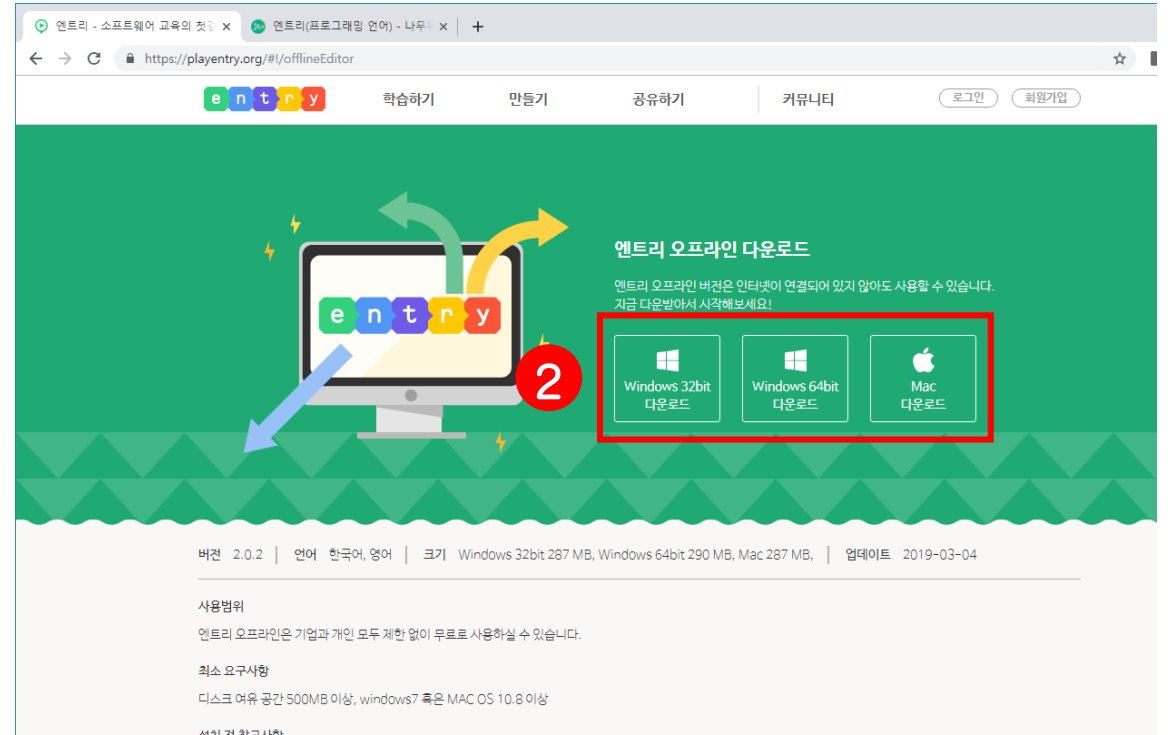 엔트리 - 소프트웨어 교육의 첫걸
엔트리(프로그래밍 언어) - 나무위
https://playentry.org/#!/offlineEditor
entry
학습하기
만들기
공유하기
커뮤니티
로그인
회원가입
entry
엔트리 오프라인 다운로드
엔트리 오프라인 버전은 인터넷이 연결되어 있지 않아도 사용할 수 있습니다.
지금 다운받아서 시작해보세요!
2
Windows 32bit
다운로드
Windows 64bit
다운로드
Mac
다운로드
버전 2.0.2 | 언어 한국어, 영어 | 크기 Windows 32bit 287 MB, Windows 64bit 290 MB, Mac 287 MB, | 업데이트 2019-03-04
사용범위
엔트리 오프라인은 기업과 개인 모두 제한 없이 무료로 사용하실 수 있습니다.
최소 요구사항
디스크 여유 공간 500MB 이상, windows7 혹은 MAC OS 10.8 이상
설치 전 참고사항